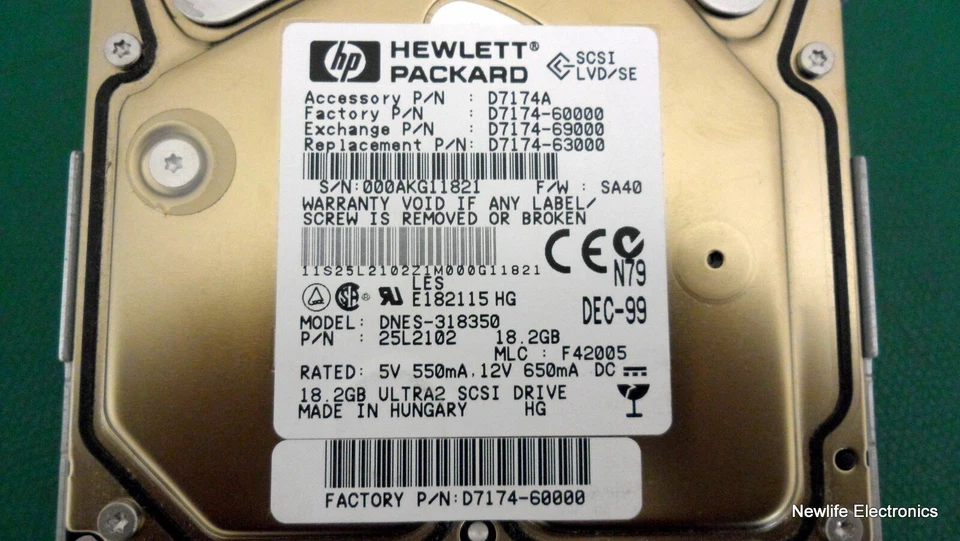 hp HEWLETT® PACKARD
SCSI LVD/SE
Accessory P/N : D7174A
Factory P/N : D7174-60000
Exchange P/N : D7174-69000
Replacement P/N: D7174-63000
S/N:000AKG11821 F/W : SA40
WARRANTY VOID IF ANY LABEL/
SCREW IS REMOVED OR BROKEN
CE N79
11S25L2102Z1M000G11821
LES
E182115 HG
DEC-99
MODEL: DNES-318350
P/N : 25L2102 18.2GB
MLC : F42005
RATED: 5V 550mA, 12V 650mA DC
18.2GB ULTRA2 SCSI DRIVE
MADE IN HUNGARY HG
FACTORY P/N:D7174-60000
Newlife Electronics